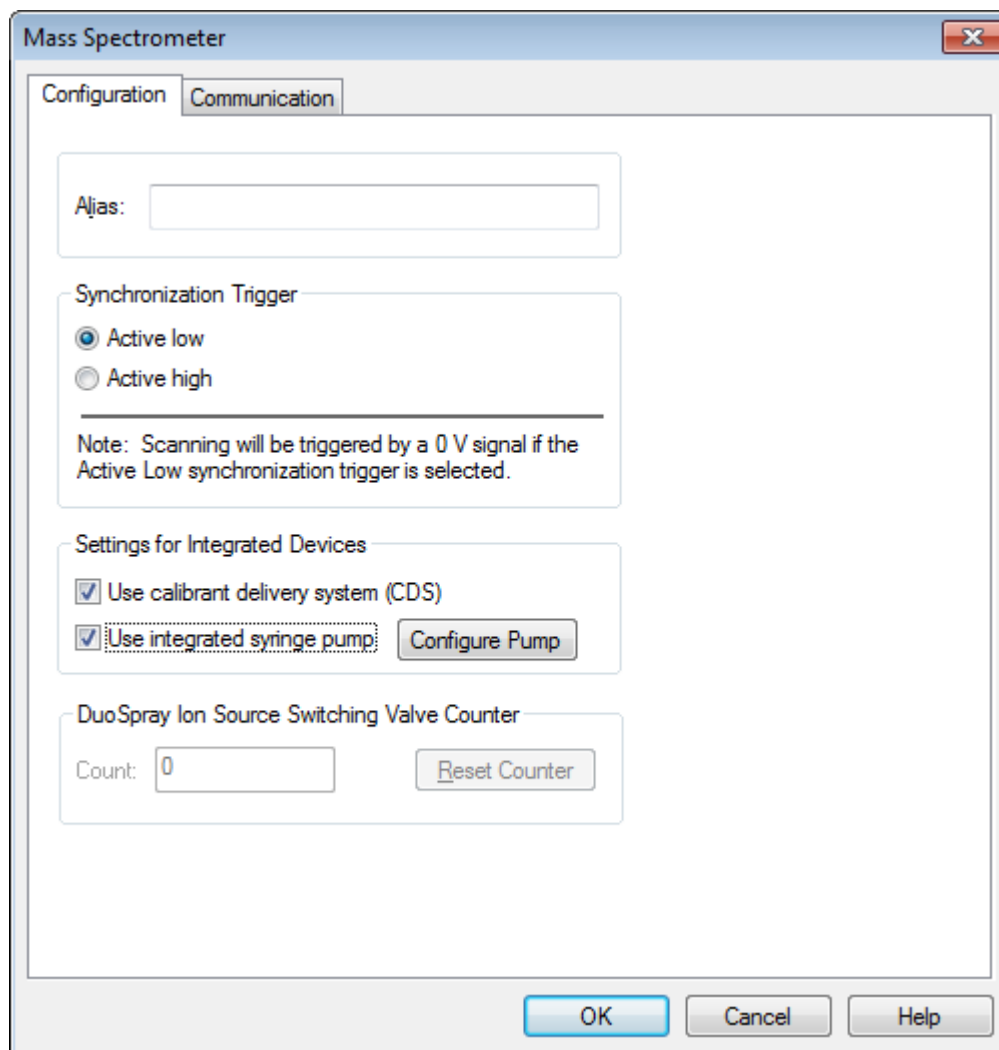 Mass Spectrometer
Configuration
Communication
Alias:
Synchronization Trigger
Active low
Active high
Note:  Scanning will be triggered by a 0 V signal if the
Active Low synchronization trigger is selected.
Settings for Integrated Devices
Use calibrant delivery system (CDS)
Use integrated syringe pump
Configure Pump
DuoSpray Ion Source Switching Valve Counter
Count:
0
Reset Counter
OK
Cancel
Help